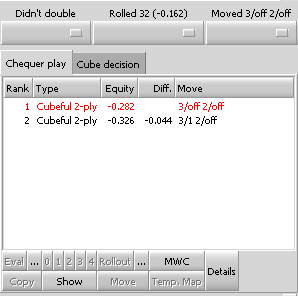 Didn't double Rolled 32 (-0.162) Moved 3/off 2/off
Chequer play Cube decision
Rank Type Equity Diff. Move
1 Cubeful 2-ply -0.282 3/off 2/off
2 Cubeful 2-ply -0.326 -0.044 3/1 2/off
Eval ... 0 1 2 3 4 Rollout ... MWC Details
Copy Show Move Temp. Map